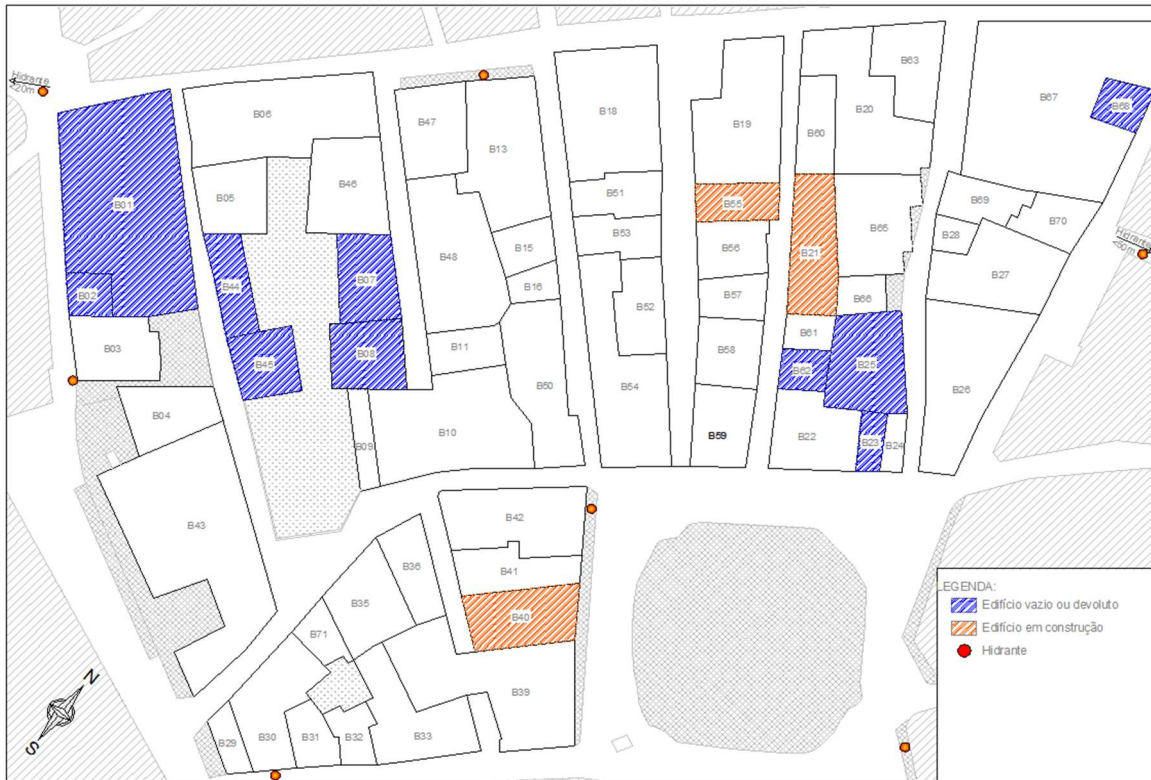 Hidrante
<20m
B01
B02
B03
B04
B43
B06
B05
B46
B44
B07
B45
B08
B09
B10
B47
B13
B48
B15
B16
B11
B50
B18
B51
B53
B52
B54
B19
B55
B56
B57
B58
B59
B60
B20
B63
B21
B65
B66
B61
B62
B25
B22
B23
B24
B67
B68
B69
B70
B28
B27
B26
Hidrante
<50m
B42
B41
B40
B39
B36
B35
B71
B29
B30
B31
B32
B33
N
S
LEGENDA:
Edifício vazio ou devoluto
Edifício em construção
Hidrante